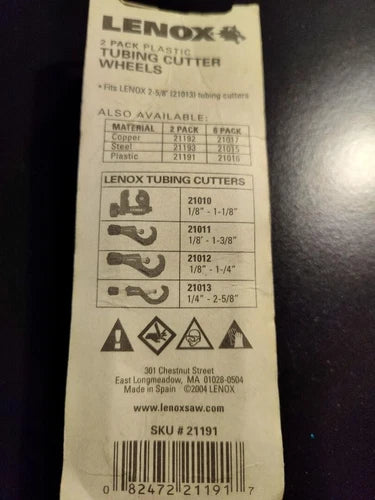 LENOX
2 PACK PLASTIC
TUBING CUTTER
WHEELS
• Fits LENOX 2-5/8" (21013) tubing cutters
ALSO AVAILABLE:
MATERIAL 2 PACK 6 PACK
Copper 21192 21017
Steel 21193 21015
Plastic 21191 21016
LENOX TUBING CUTTERS
21010
1/8" - 1-1/8"
21011
1/8' - 1-3/8"
21012
1/8" - 1-/4"
21013
1/4" - 2-5/8"
301 Chestnut Street
East Longmeadow, MA 01028-0504
Made in Spain ©2004 LENOX
www.lenoxsaw.com
SKU # 21191
0 82472 21191 7